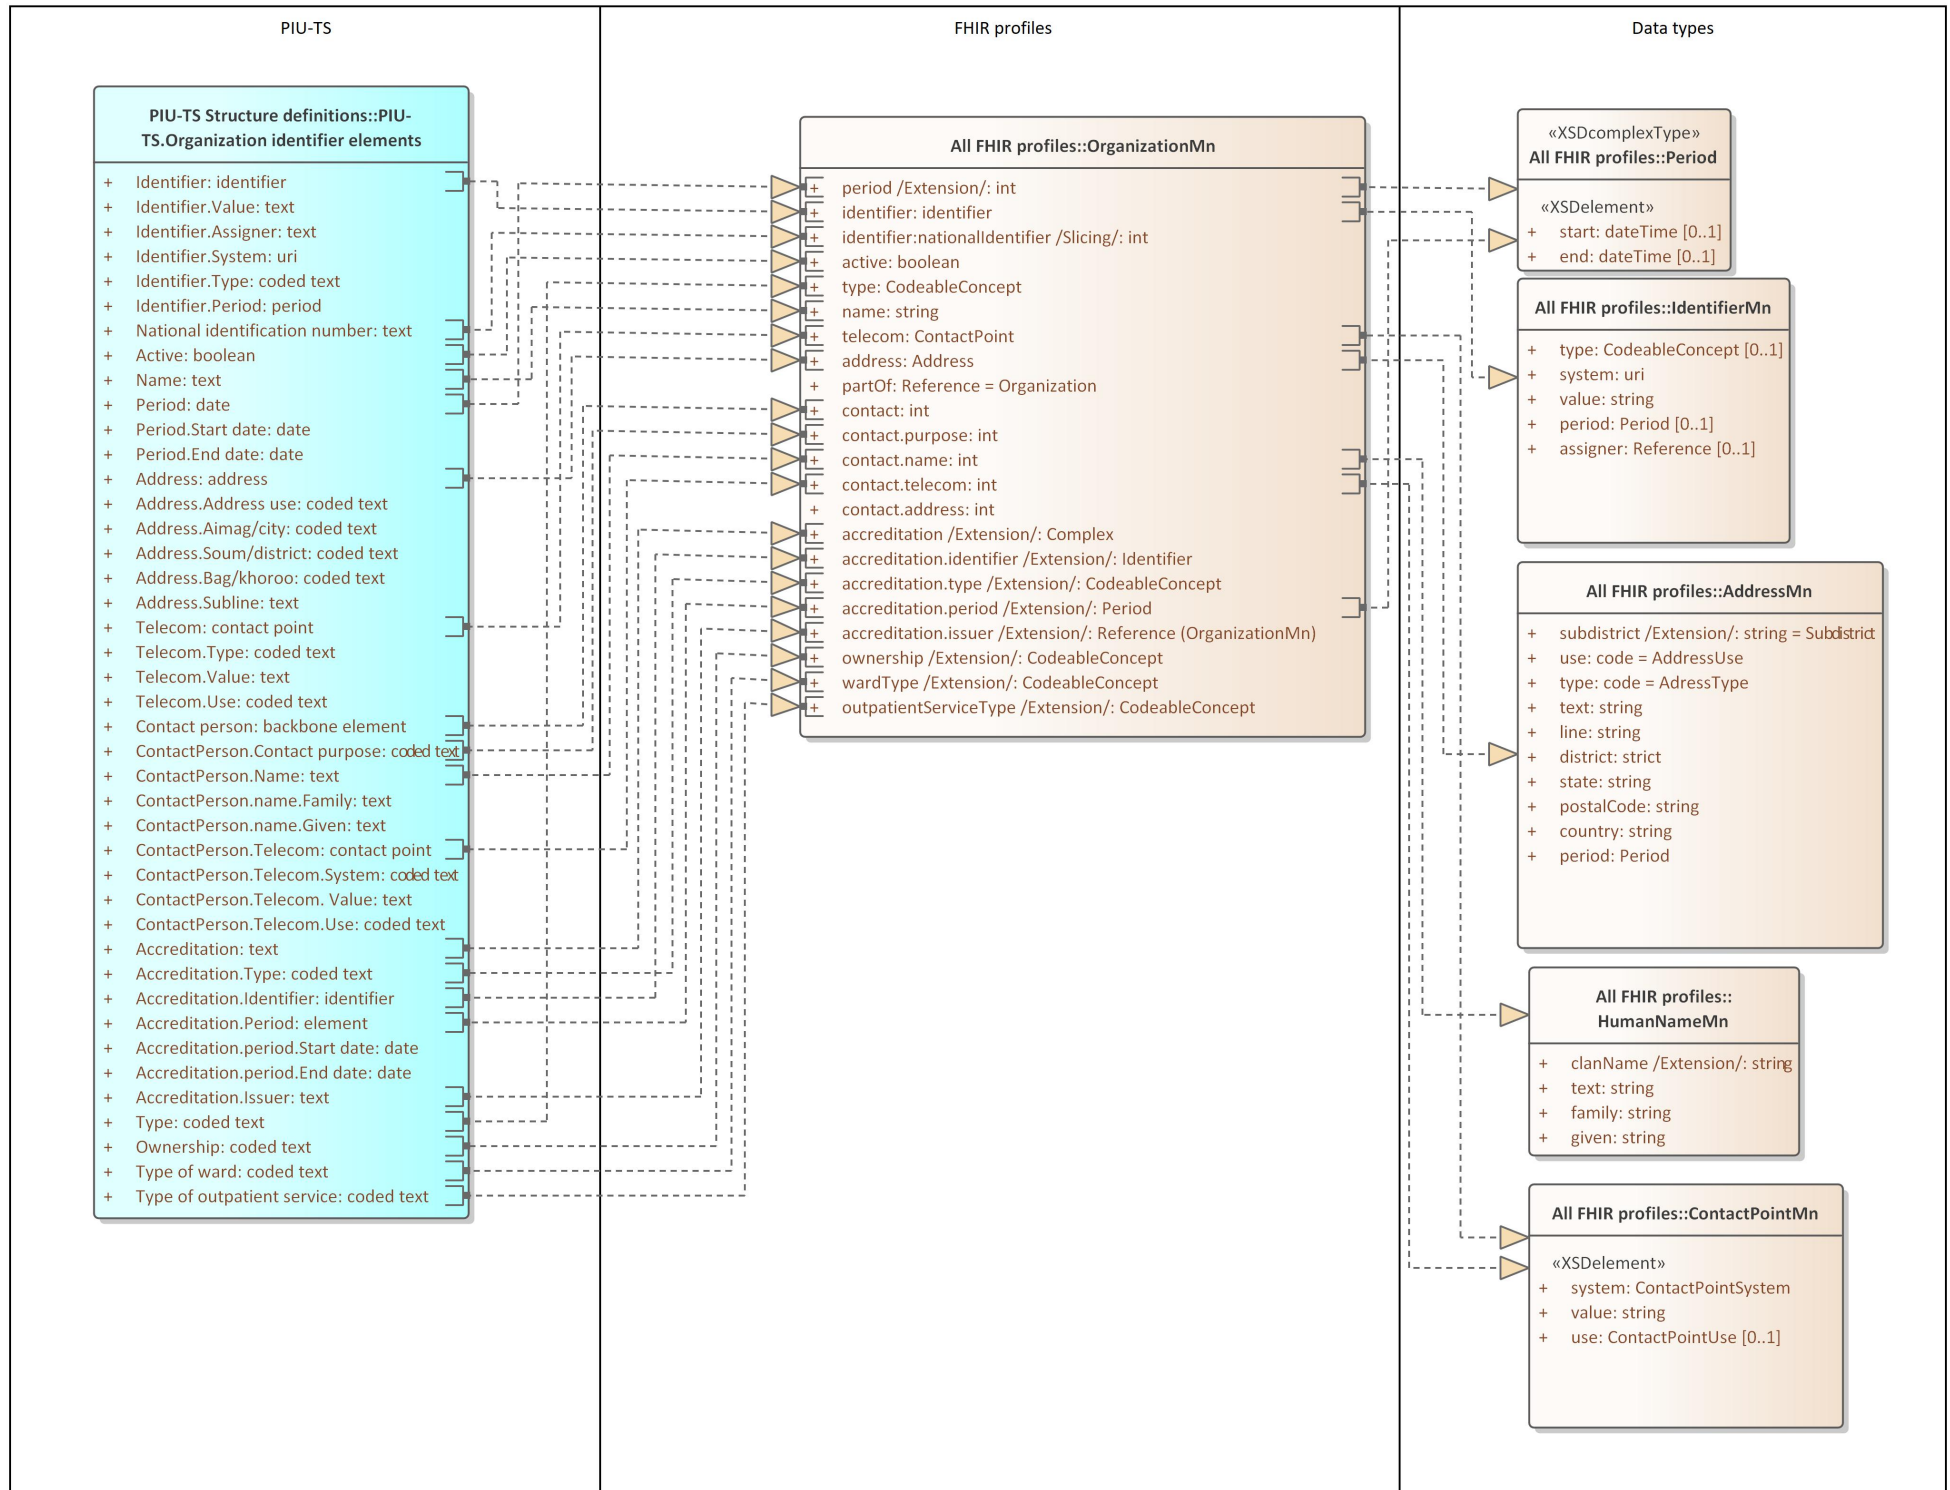 PIU-TS
FHIR profiles
Data types
PIU-TS Structure definitions::PIU-
TS.Organization identifier elements
+ Identifier: identifier
+ Identifier.Value: text
+ Identifier.Assigner: text
+ Identifier.System: uri
+ Identifier.Type: coded text
+ Identifier.Period: period
+ National identification number: text
+ Active: boolean
+ Name: text
+ Period: date
+ Period.Start date: date
+ Period.End date: date
+ Address: address
+ Address.Address use: coded text
+ Address.Aimag/city: coded text
+ Address.Soum/district: coded text
+ Address.Bag/khoroo: coded text
+ Address.Subline: text
+ Telecom: contact point
+ Telecom.Type: coded text
+ Telecom.Value: text
+ Telecom.Use: coded text
+ Contact person: backbone element
+ ContactPerson.Contact purpose: coded text
+ ContactPerson.Name: text
+ ContactPerson.name.Family: text
+ ContactPerson.name.Given: text
+ ContactPerson.Telecom: contact point
+ ContactPerson.Telecom.System: coded text
+ ContactPerson.Telecom. Value: text
+ ContactPerson.Telecom.Use: coded text
+ Accreditation: text
+ Accreditation.Type: coded text
+ Accreditation.Identifier: identifier
+ Accreditation.Period: element
+ Accreditation.period.Start date: date
+ Accreditation.period.End date: date
+ Accreditation.Issuer: text
+ Type: coded text
+ Ownership: coded text
+ Type of ward: coded text
+ Type of outpatient service: coded text
All FHIR profiles::OrganizationMn
+ period /Extension/: int
+ identifier: identifier
+ identifier:nationalIdentifier /Slicing/: int
+ active: boolean
+ type: CodeableConcept
+ name: string
+ telecom: ContactPoint
+ address: Address
+ partOf: Reference = Organization
+ contact: int
+ contact.purpose: int
+ contact.name: int
+ contact.telecom: int
+ contact.address: int
+ accreditation /Extension/: Complex
+ accreditation.identifier /Extension/: Identifier
+ accreditation.type /Extension/: CodeableConcept
+ accreditation.period /Extension/: Period
+ accreditation.issuer /Extension/: Reference (OrganizationMn)
+ ownership /Extension/: CodeableConcept
+ wardType /Extension/: CodeableConcept
+ outpatientServiceType /Extension/: CodeableConcept
«XSDcomplexType»
All FHIR profiles::Period
«XSDelement»
+ start: dateTime [0..1]
+ end: dateTime [0..1]
All FHIR profiles::IdentifierMn
+ type: CodeableConcept [0..1]
+ system: uri
+ value: string
+ period: Period [0..1]
+ assigner: Reference [0..1]
All FHIR profiles::AddressMn
+ subdistrict /Extension/: string = Subdistrict
+ use: code = AddressUse
+ type: code = AdressType
+ text: string
+ line: string
+ district: strict
+ state: string
+ postalCode: string
+ country: string
+ period: Period
All FHIR profiles::
HumanNameMn
+ clanName /Extension/: string
+ text: string
+ family: string
+ given: string
All FHIR profiles::ContactPointMn
«XSDelement»
+ system: ContactPointSystem
+ value: string
+ use: ContactPointUse [0..1]